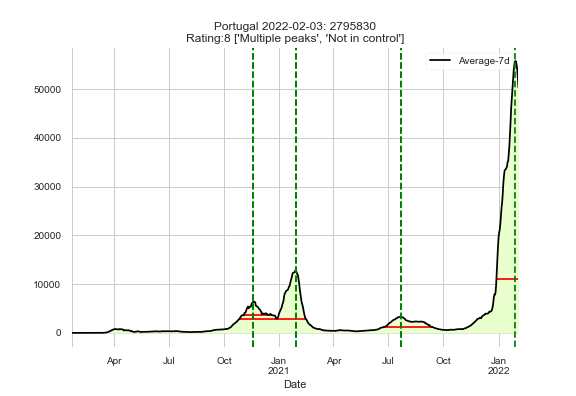 Portugal 2022-02-03: 2795830
Rating:8 ['Multiple peaks', 'Not in control']
Average-7d
50000
40000
30000
20000
10000
0
Apr Jul Oct Jan Apr Jul Oct Jan
2021 2022
Date